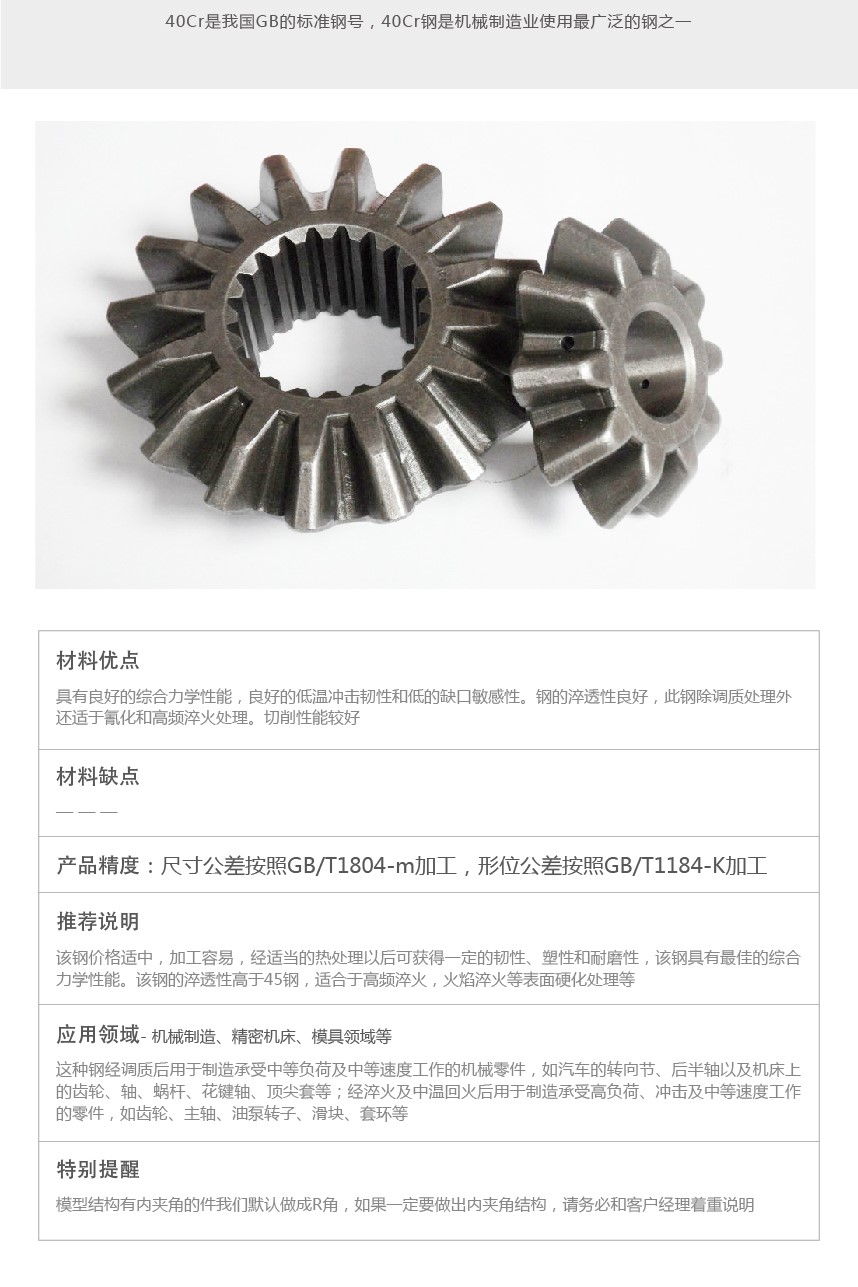 40Cr是我国GB的标准钢号，40Cr钢是机械制造业使用最广泛的钢之一
材料优点
具有良好的综合力学性能，良好的低温冲击韧性和低的缺口敏感性。钢的淬透性良好，此钢除调质处理外
还适于氰化和高频淬火处理。切削性能较好
材料缺点
— — —
产品精度：尺寸公差按照GB/T1804-m加工，形位公差按照GB/T1184-K加工
推荐说明
该钢价格适中，加工容易，经适当的热处理以后可获得一定的韧性、塑性和耐磨性，该钢具有最佳的综合
力学性能。该钢的淬透性高于45钢，适合于高频淬火，火焰淬火等表面硬化处理等
应用领域- 机械制造、精密机床、模具领域等
这种钢经调质后用于制造承受中等负荷及中等速度工作的机械零件，如汽车的转向节、后半轴以及机床上
的齿轮、轴、蜗杆、花键轴、顶尖套等；经淬火及中温回火后用于制造承受高负荷、冲击及中等速度工作
的零件，如齿轮、主轴、油泵转子、滑块、套环等
特别提醒
模型结构有内夹角的件我们默认做成R角，如果一定要做出内夹角结构，请务必和客户经理着重说明